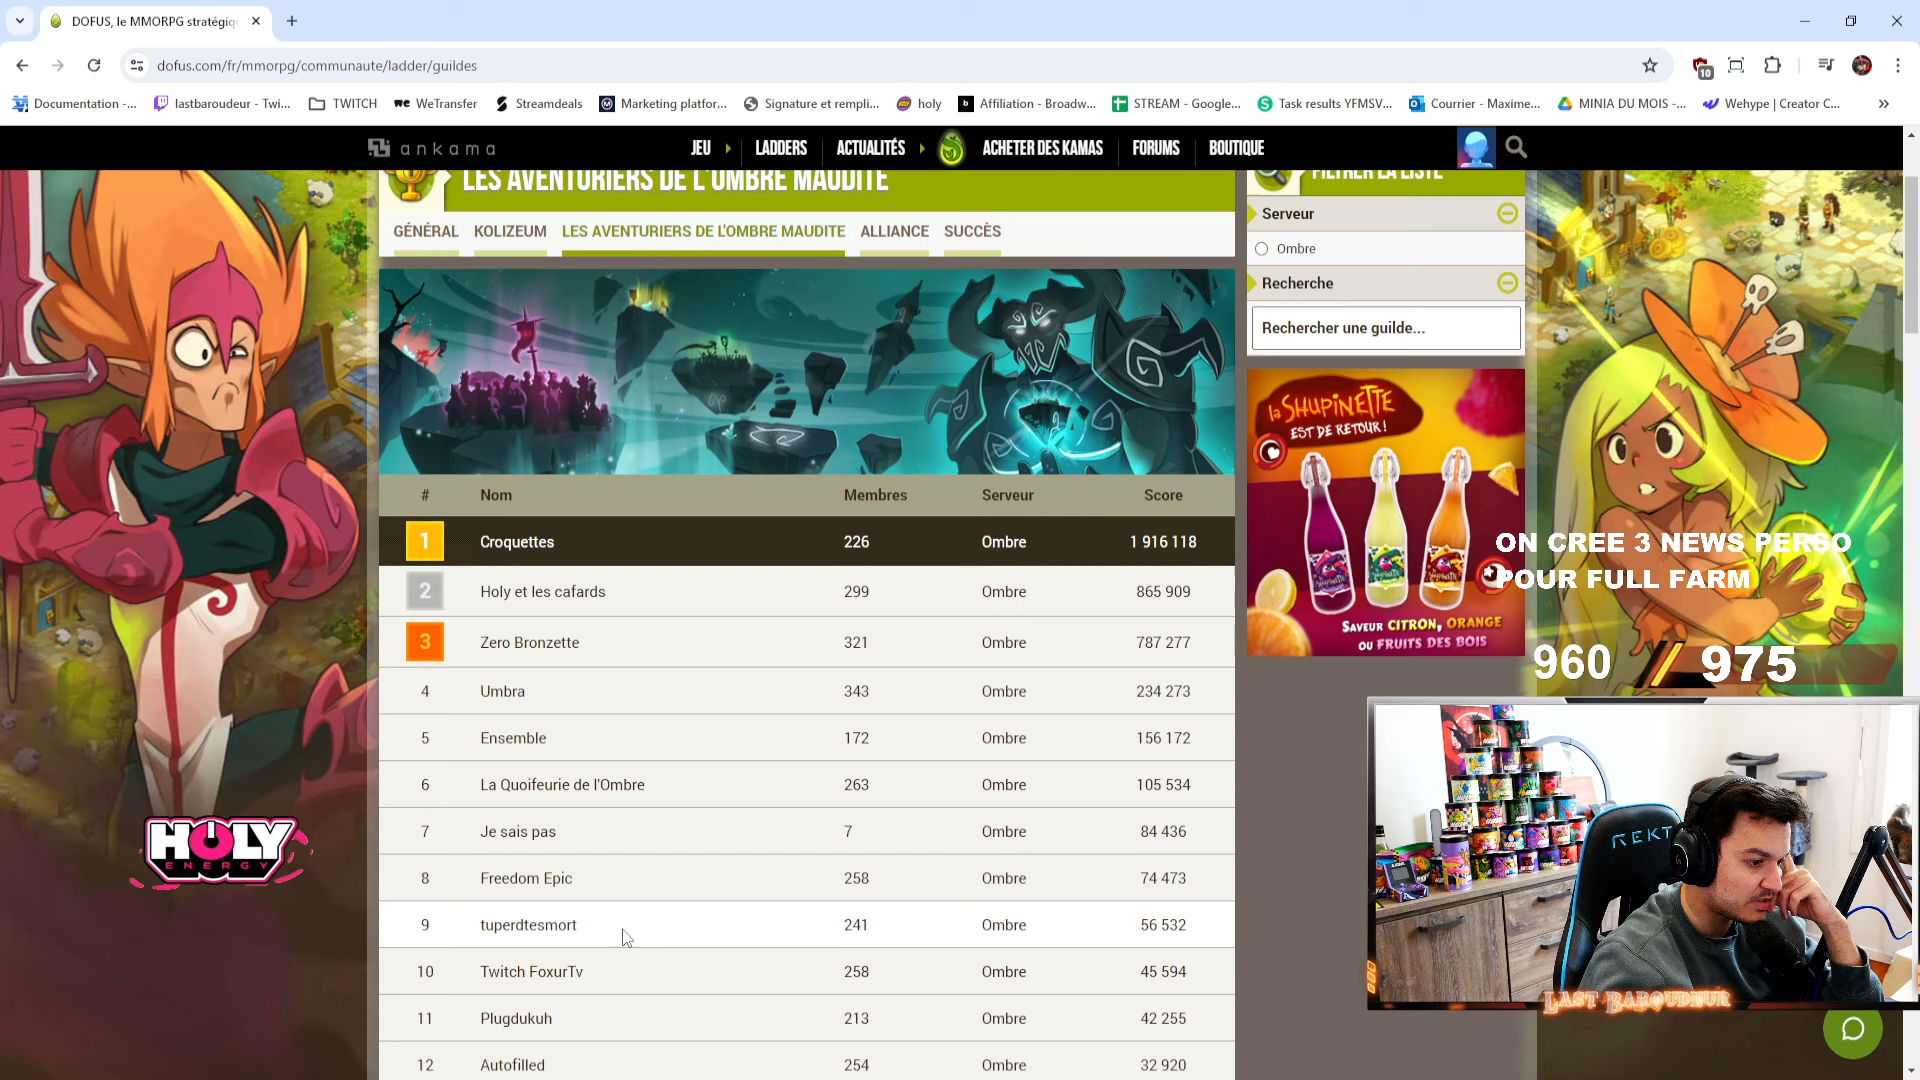 DOFUS, le MMORPG stratégiq
dofus.com/fr/mmorpg/communaute/ladder/guildes
10
Documentation -...
lastbaroudeur - Twi...
TWITCH
WeTransfer
Streamdeals
Marketing platfor...
Signature et rempli...
holy
Affiliation - Broadw...
STREAM - Google...
Task results YFMSV...
Courrier - Maxime...
MINIA DU MOIS -...
Wehype | Creator C...
ankama
JEU
LADDERS
ACTUALITÉS
ACHETER DES KAMAS
FORUMS
BOUTIQUE
LES AVENTURIERS DE L'OMBRE MAUDITE
FILTRER LA LISTE
GÉNÉRAL
KOLIZEUM
LES AVENTURIERS DE L'OMBRE MAUDITE
ALLIANCE
SUCCÈS
Serveur
Ombre
Recherche
Rechercher une guilde...
# Nom Membres Serveur Score
1 Croquettes 226 Ombre 1 916 118
2 Holy et les cafards 299 Ombre 865 909
3 Zero Bronzette 321 Ombre 787 277
4 Umbra 343 Ombre 234 273
5 Ensemble 172 Ombre 156 172
6 La Quoifeurie de l'Ombre 263 Ombre 105 534
7 Je sais pas 7 Ombre 84 436
8 Freedom Epic 258 Ombre 74 473
9 tuperdtesmort 241 Ombre 56 532
10 Twitch FoxurTv 258 Ombre 45 594
11 Plugdukuh 213 Ombre 42 255
12 Autofilled 254 Ombre 32 920
la SHUPINETTE
EST DE RETOUR !
SAVEUR CITRON, ORANGE
OU FRUITS DES BOIS
ON CREE 3 NEWS PERSO
POUR FULL FARM
960 / 975
HOLY
ENERGY
REKT
LAST BAROUDEUR